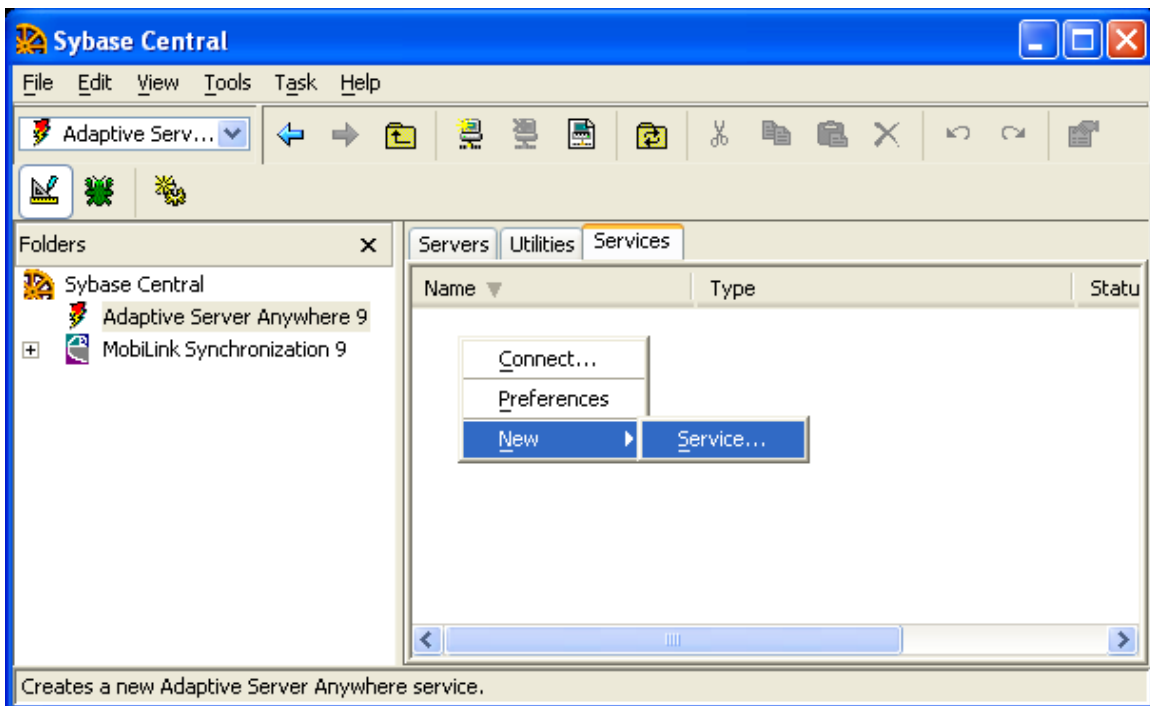 Sybase Central
File Edit View Tools Task Help
Adaptive Serv...
Folders
Servers Utilities Services
Sybase Central
Name Type Statu
Adaptive Server Anywhere 9
MobiLink Synchronization 9
Connect...
Preferences
New Service...
Creates a new Adaptive Server Anywhere service.